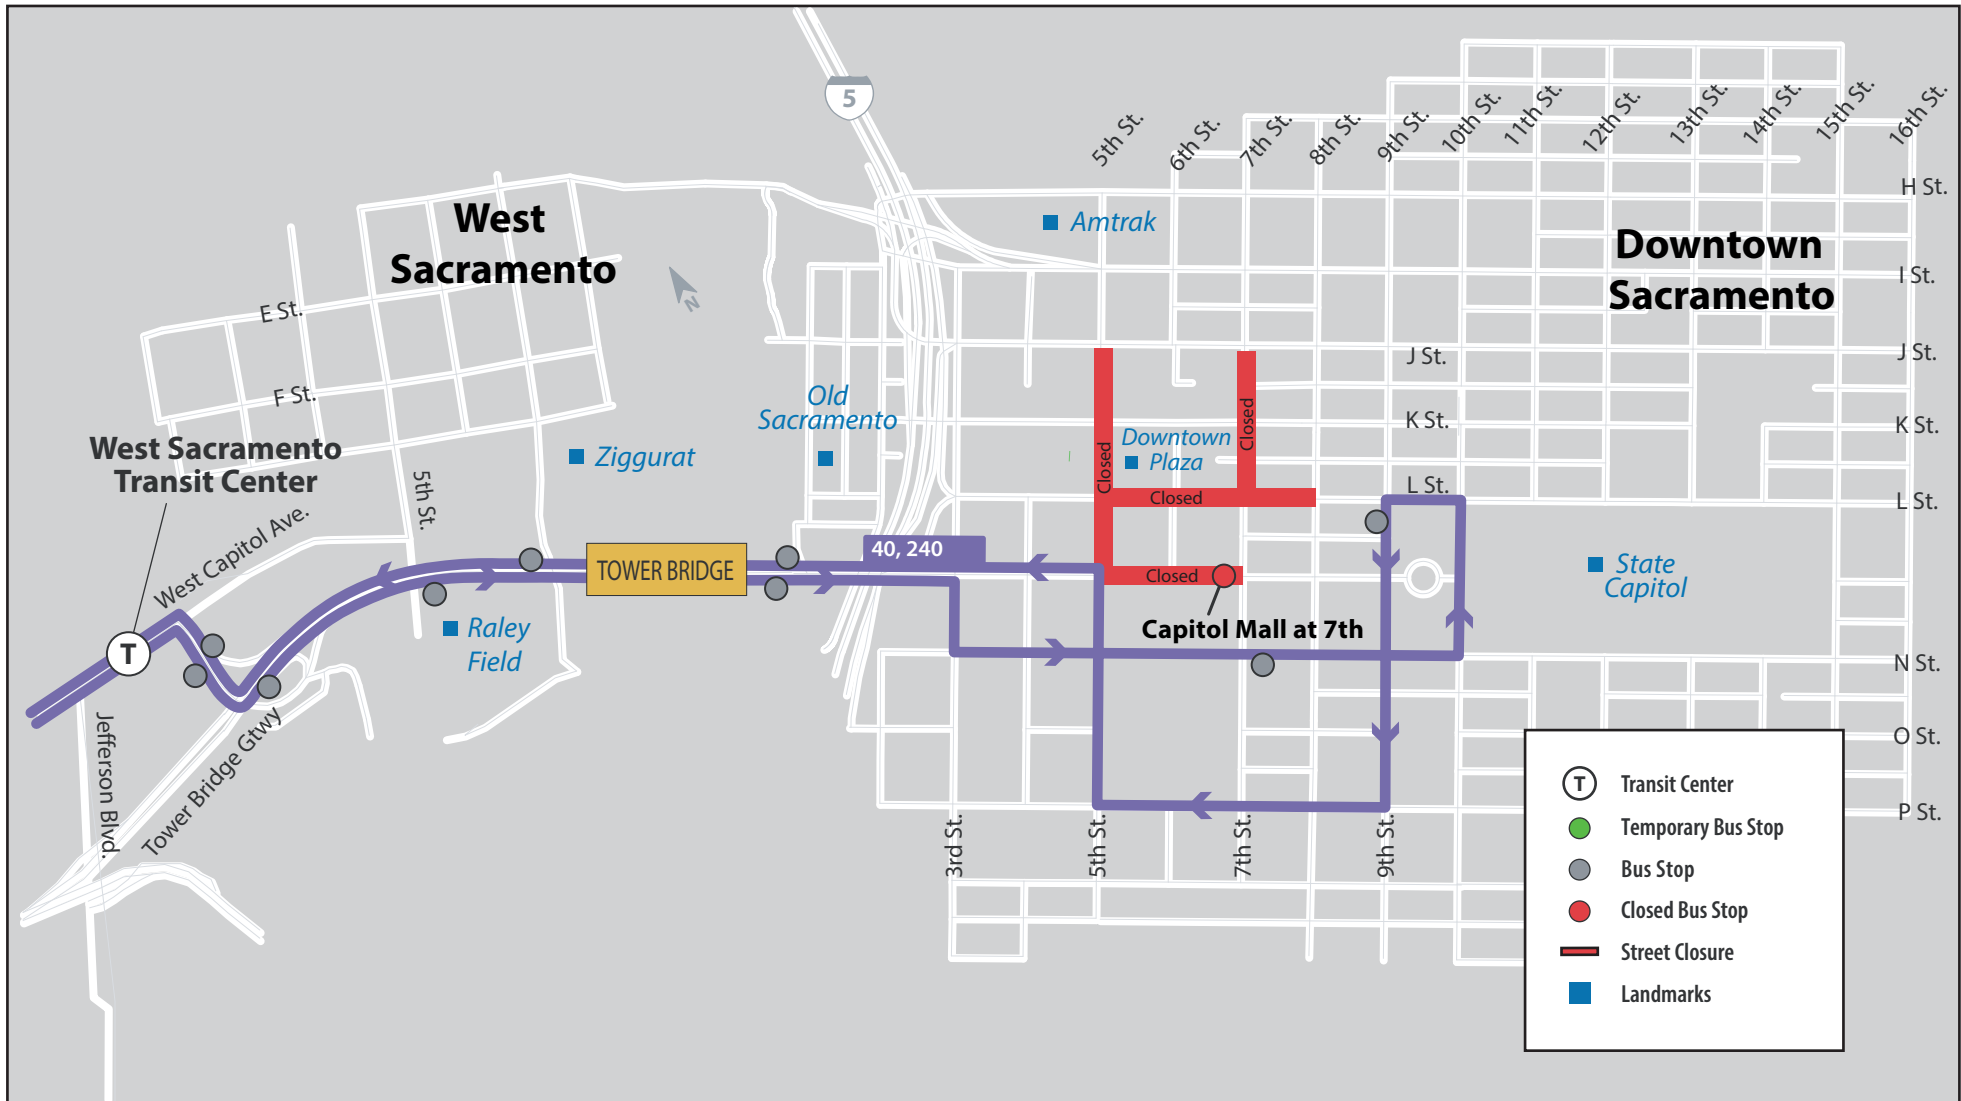 5
5th St.
6th St.
7th St.
8th St.
9th St.
10th St.
11th St.
12th St.
13th St.
14th St.
15th St.
16th St.
H St.
West
Sacramento
Amtrak
Downtown
Sacramento
I St.
N
E St.
J St.
J St.
F St.
Old
Sacramento
K St.
K St.
Closed
Closed
Downtown
Plaza
West Sacramento
Transit Center
Ziggurat
L St.
L St.
Closed
5th St.
West Capitol Ave.
40, 240
TOWER BRIDGE
Closed
State
Capitol
T
Raley
Field
Capitol Mall at 7th
N St.
Jefferson Blvd.
Tower Bridge Gtwy
O St.
P St.
3rd St.
5th St.
7th St.
9th St.
T Transit Center
Temporary Bus Stop
Bus Stop
Closed Bus Stop
Street Closure
Landmarks